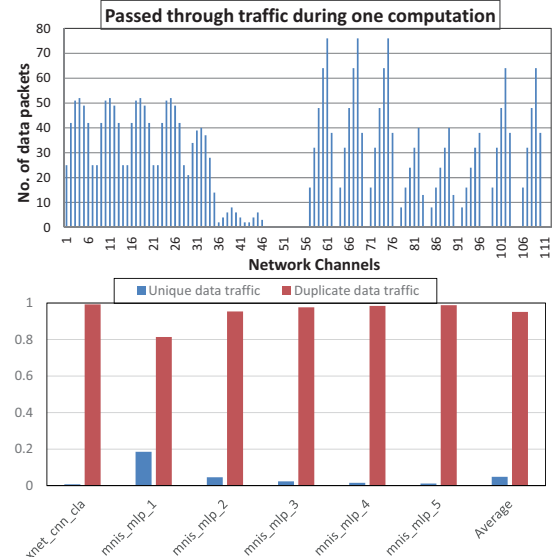 Passed through traffic during one computation
No. of data packets
80
70
60
50
40
30
20
10
0
1 6 11 16 21 26 31 36 41 46 51 56 61 66 71 76 81 86 91 96 101 106 111
Network Channels
Unique data traffic Duplicate data traffic
1
0.8
0.6
0.4
0.2
0
xnet_cnn_cla mnis_mlp_1 mnis_mlp_2 mnis_mlp_3 mnis_mlp_4 mnis_mlp_5 Average